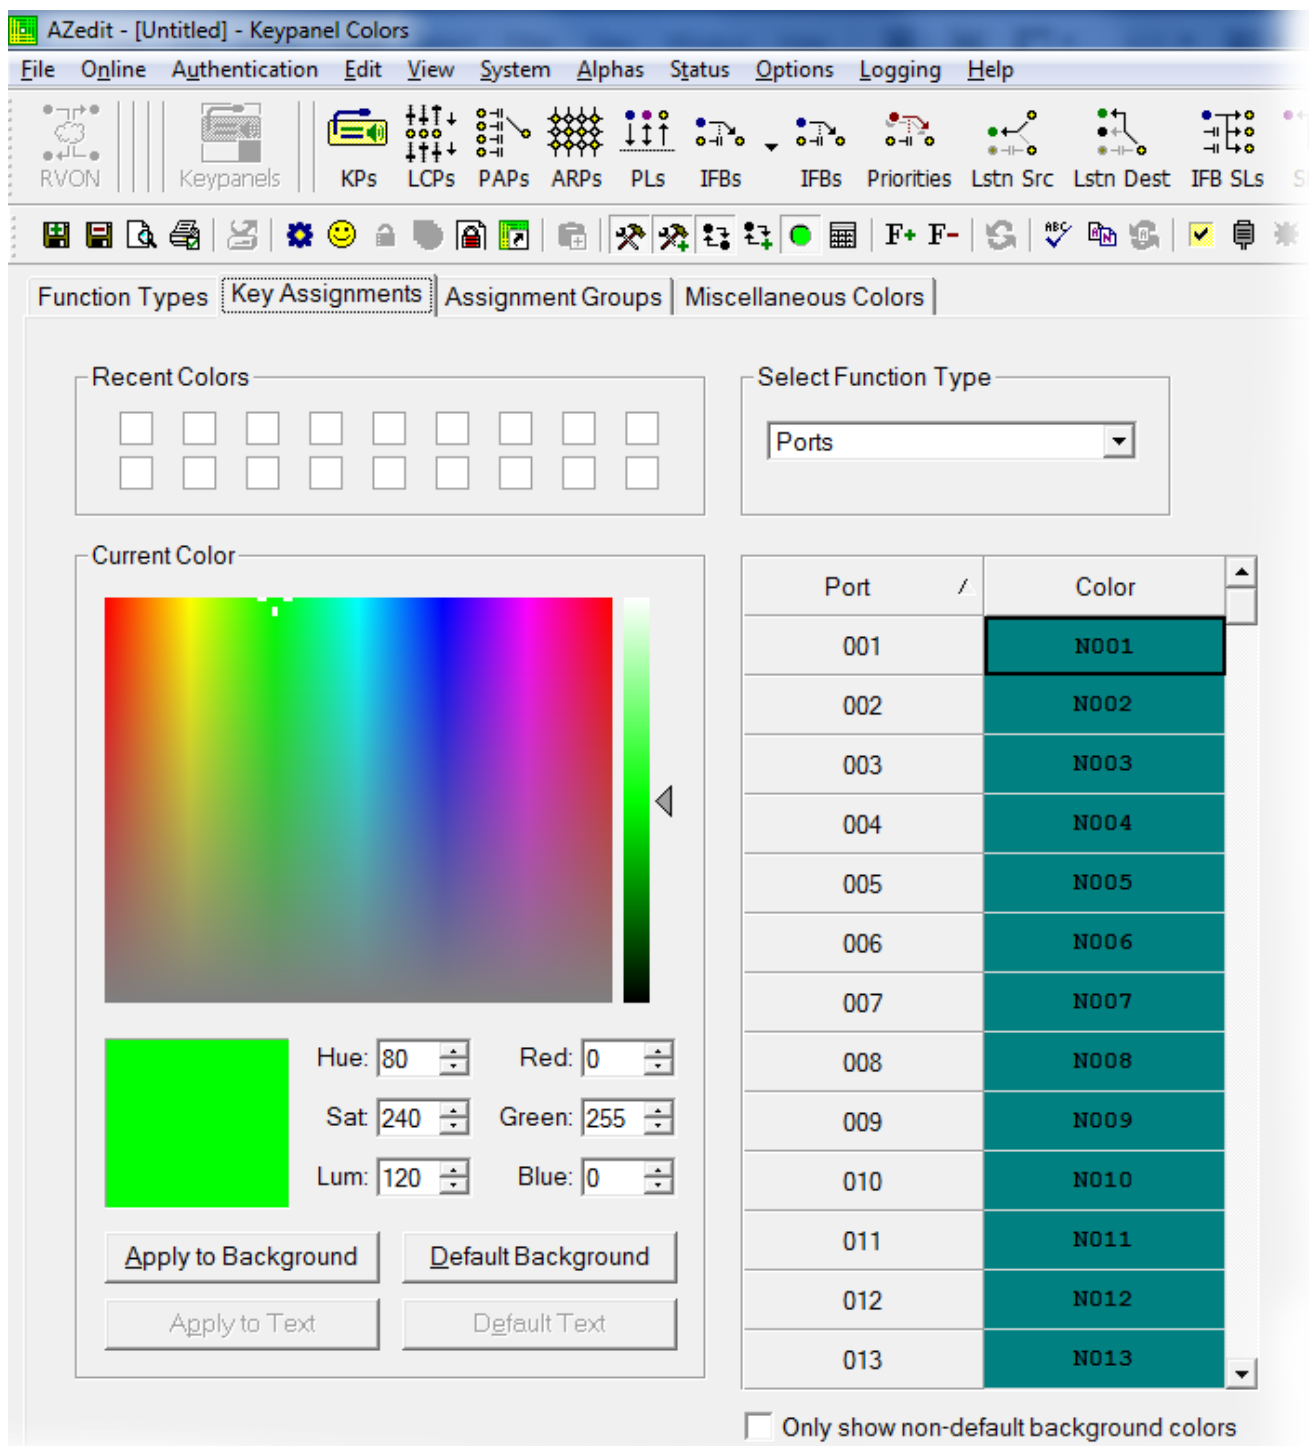 AZedit - [Untitled] - Keypanel Colors
File Online Authentication Edit View System Alphas Status Options Logging Help
RVON Keypanels KPs LCPs PAPs ARPs PLs IFBs IFBs Priorities Lstn Src Lstn Dest IFB SLs
F+ F- ABC
Function Types Key Assignments Assignment Groups Miscellaneous Colors
Recent Colors
Select Function Type
Ports
Current Color
Port Color
001 N001
002 N002
003 N003
004 N004
005 N005
006 N006
007 N007
008 N008
009 N009
010 N010
011 N011
012 N012
013 N013
Hue: 80 Red: 0
Sat: 240 Green: 255
Lum: 120 Blue: 0
Apply to Background Default Background
Apply to Text Default Text
Only show non-default background colors